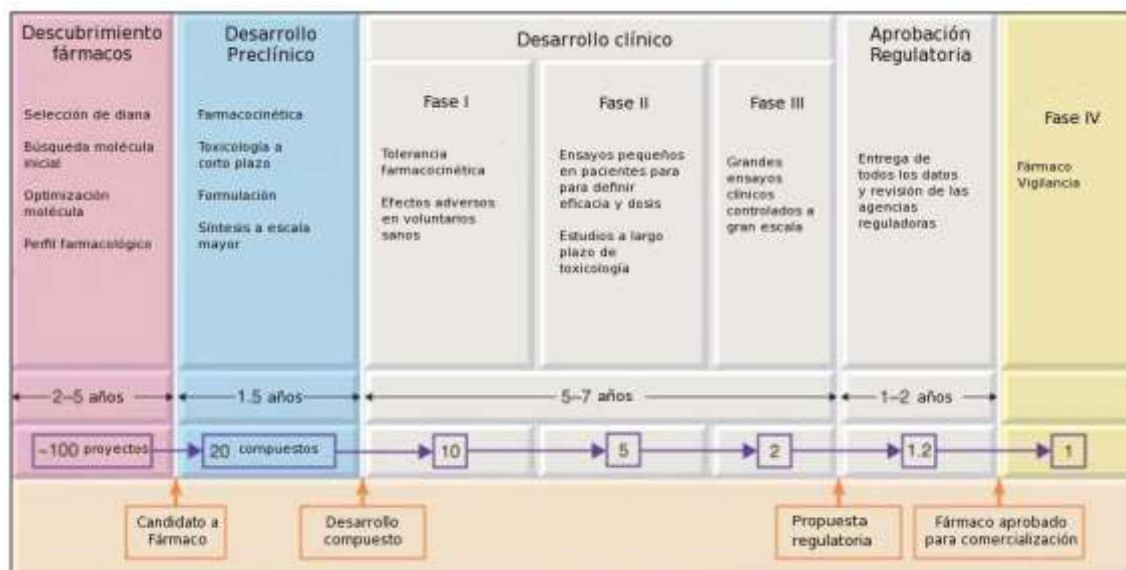 Descubrimiento
fármacos
Selección de diana
Búsqueda molécula
inicial
Optimización
molécula
Perfil farmacológico
Desarrollo
Preclínico
Farmacocinética
Toxicología a
corto plazo
Formulación
Síntesis a escala
mayor
Desarrollo clínico
Fase I
Tolerancia
farmacocinética
Efectos adversos
en voluntarios
sanos
Fase II
Ensayos pequeños
en pacientes para
para definir
eficacia y dosis
Estudios a largo
plazo de
toxicología
Fase III
Grandes
ensayos
clínicos
controlados a
gran escala
Aprobación
Regulatoria
Entrega de
todos los datos
y revisión de las
agencias
reguladoras
Fase IV
Fármaco
Vigilancia
2–5 años
1.5 años
5–7 años
1–2 años
~100 proyectos
20 compuestos
10
5
2
1.2
1
Candidato a
Fármaco
Desarrollo
compuesto
Propuesta
regulatoria
Fármaco aprobado
para comercialización